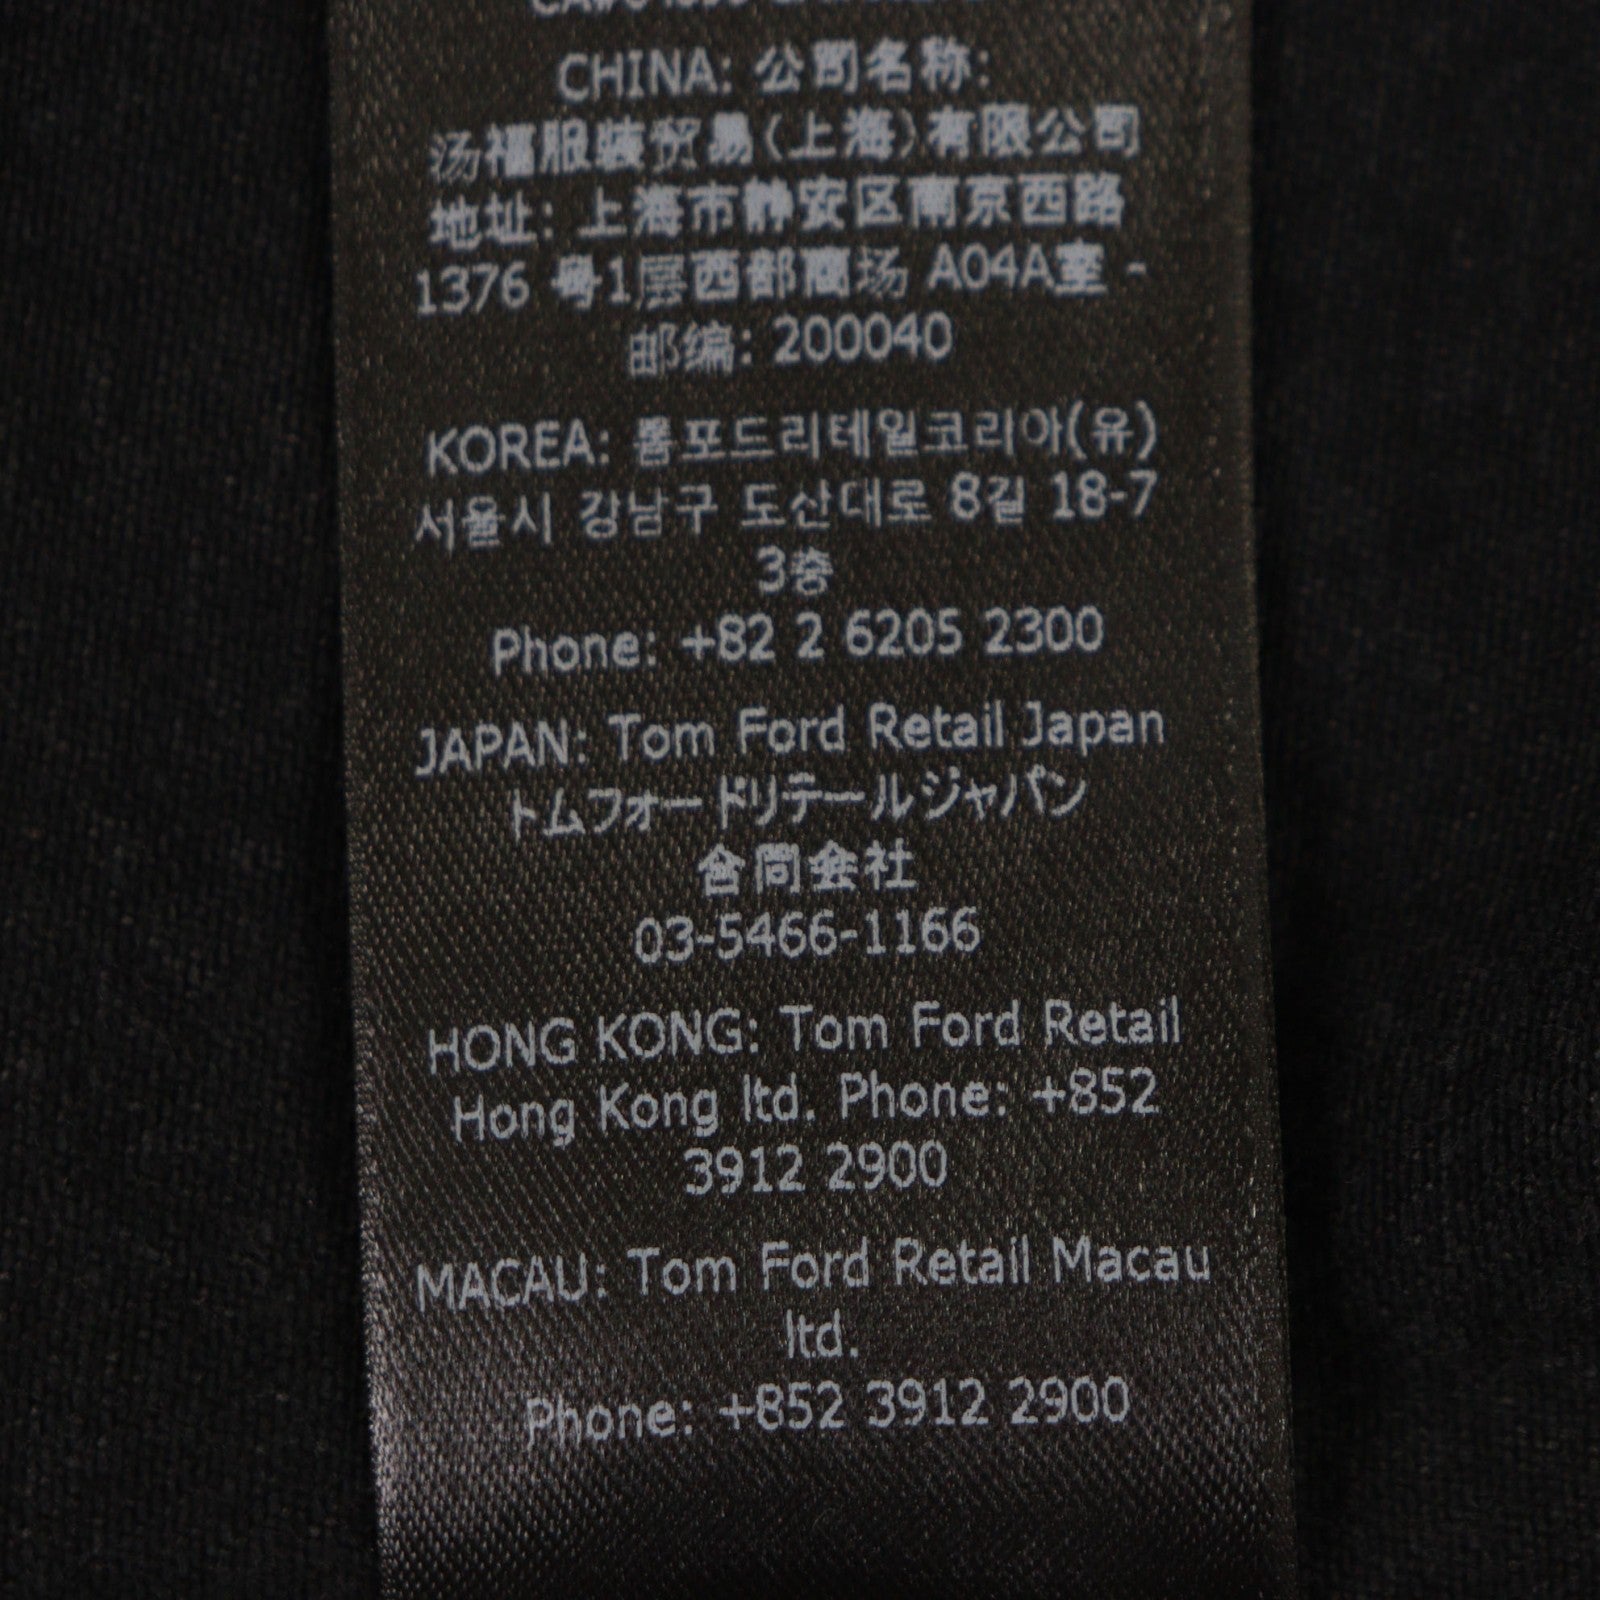 CHINA: 公司名称:
汤福服装贸易(上海)有限公司
地址: 上海市静安区南京西路
1376 号1层西部商场 A04A室 -
邮编: 200040
KOREA: 톰포드리테일코리아(유)
서울시 강남구 도산대로 8길 18-7
3층
Phone: +82 2 6205 2300
JAPAN: Tom Ford Retail Japan
トムフォードリテールジャパン
合同会社
03-5466-1166
HONG KONG: Tom Ford Retail
Hong Kong ltd. Phone: +852
3912 2900
MACAU: Tom Ford Retail Macau
ltd.
Phone: +852 3912 2900